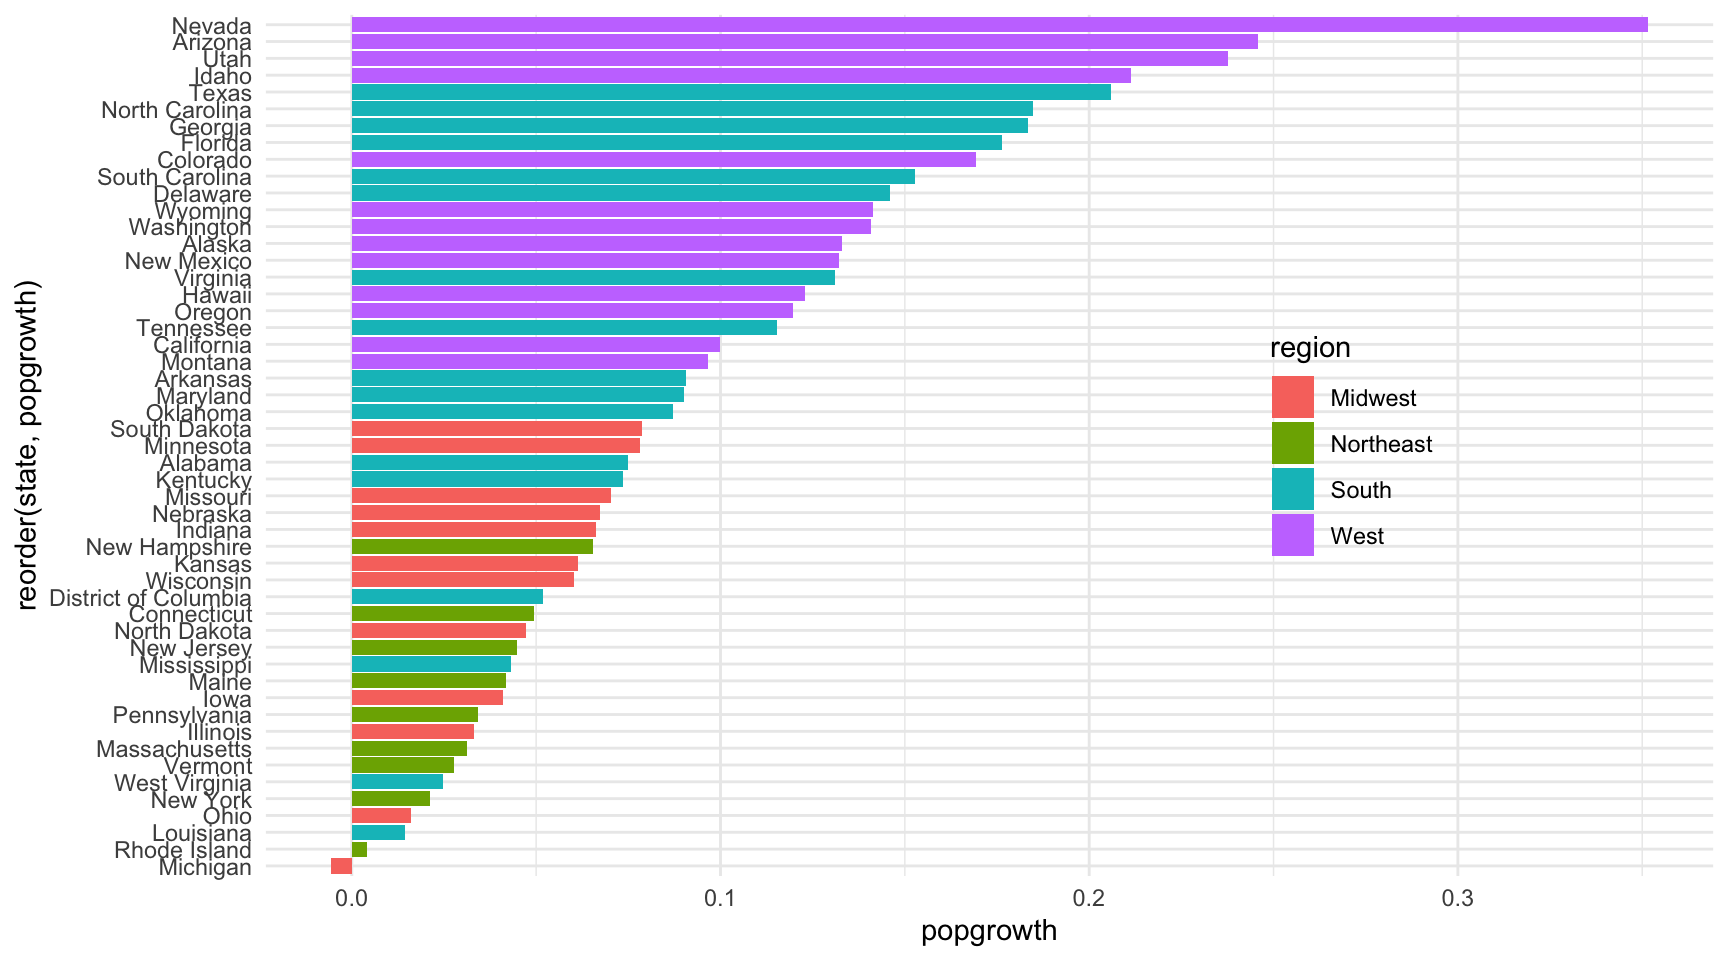 Nevada
Arizona
Utah
Idaho
Texas
North Carolina
Georgia
Florida
Colorado
South Carolina
Delaware
Wyoming
Washington
Alaska
New Mexico
Virginia
Hawaii
Oregon
Tennessee
California
Montana
Arkansas
Maryland
Oklahoma
South Dakota
Minnesota
Alabama
Kentucky
Missouri
Nebraska
Indiana
New Hampshire
Kansas
Wisconsin
District of Columbia
Connecticut
North Dakota
New Jersey
Mississippi
Maine
Iowa
Pennsylvania
Illinois
Massachusetts
Vermont
West Virginia
New York
Ohio
Louisiana
Rhode Island
Michigan
reorder(state, popgrowth)
0.0 0.1 0.2 0.3
popgrowth
region
Midwest
Northeast
South
West